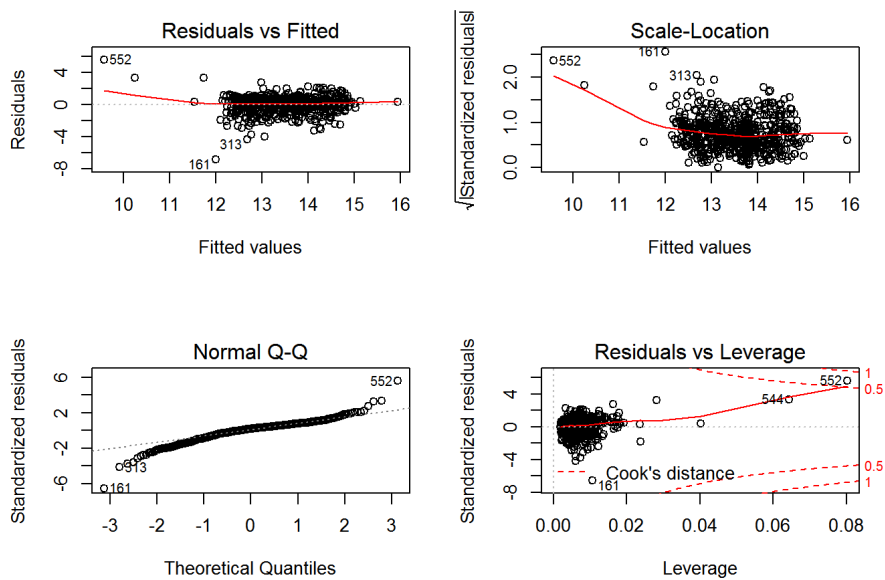 Residuals vs Fitted
Residuals
4
0
-4
-8
552
313
161
10 11 12 13 14 15 16
Fitted values
Scale-Location
√|Standardized residuals|
2.0
1.0
0.0
552
161
313
10 11 12 13 14 15 16
Fitted values
Normal Q-Q
Standardized residuals
6
2
-2
-6
552
313
161
-3 -2 -1 0 1 2 3
Theoretical Quantiles
Residuals vs Leverage
Standardized residuals
4
0
-4
-8
552
544
161
1
0.5
0.5
1
Cook's distance
0.00 0.02 0.04 0.06 0.08
Leverage